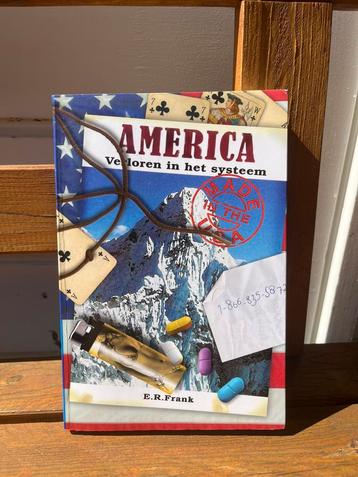 AMERICA
Verloren in het systeem
MADE
IN THE
USA
1-866-835-5872
E.R.Frank